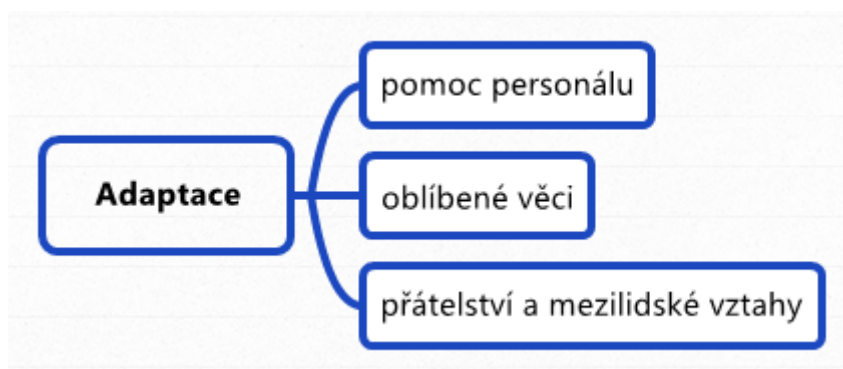 Adaptace
pomoc personálu
oblíbené věci
přátelství a mezilidské vztahy